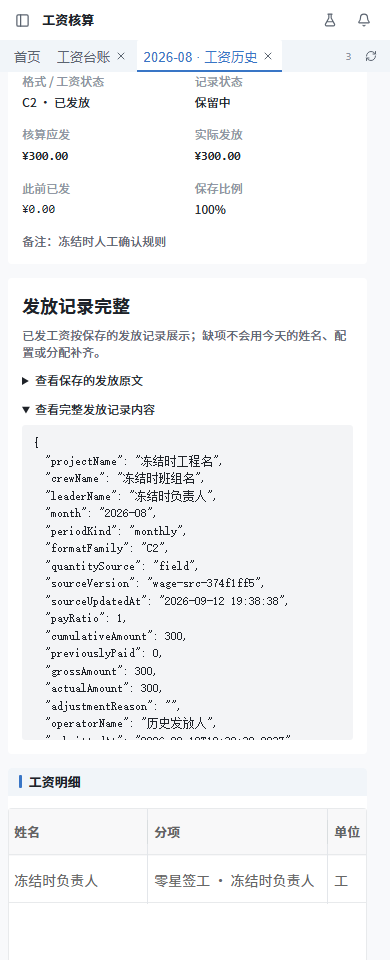 工资核算
首页 工资台账 × 2026-08 · 工资历史 × 3
格式 / 工资状态 记录状态
C2 · 已发放 保留中
核算应发 实际发放
¥300.00 ¥300.00
此前已发 保存比例
¥0.00 100%
备注：冻结时人工确认规则
发放记录完整
已发工资按保存的发放记录展示；缺项不会用今天的姓名、配
置或分配补齐。
▶ 查看保存的发放原文
▼ 查看完整发放记录内容
{
"projectName": "冻结时工程名",
"crewName": "冻结时班组名",
"leaderName": "冻结时负责人",
"month": "2026-08",
"periodKind": "monthly",
"formatFamily": "C2",
"quantitySource": "field",
"sourceVersion": "wage-src-374f1ff5",
"sourceUpdatedAt": "2026-09-12 19:38:38",
"payRatio": 1,
"cumulativeAmount": 300,
"previouslyPaid": 0,
"grossAmount": 300,
"actualAmount": 300,
"adjustmentReason": "",
"operatorName": "历史发放人",
工资明细
姓名 分项 单位
冻结时负责人 零星签工 · 冻结时负责人 工